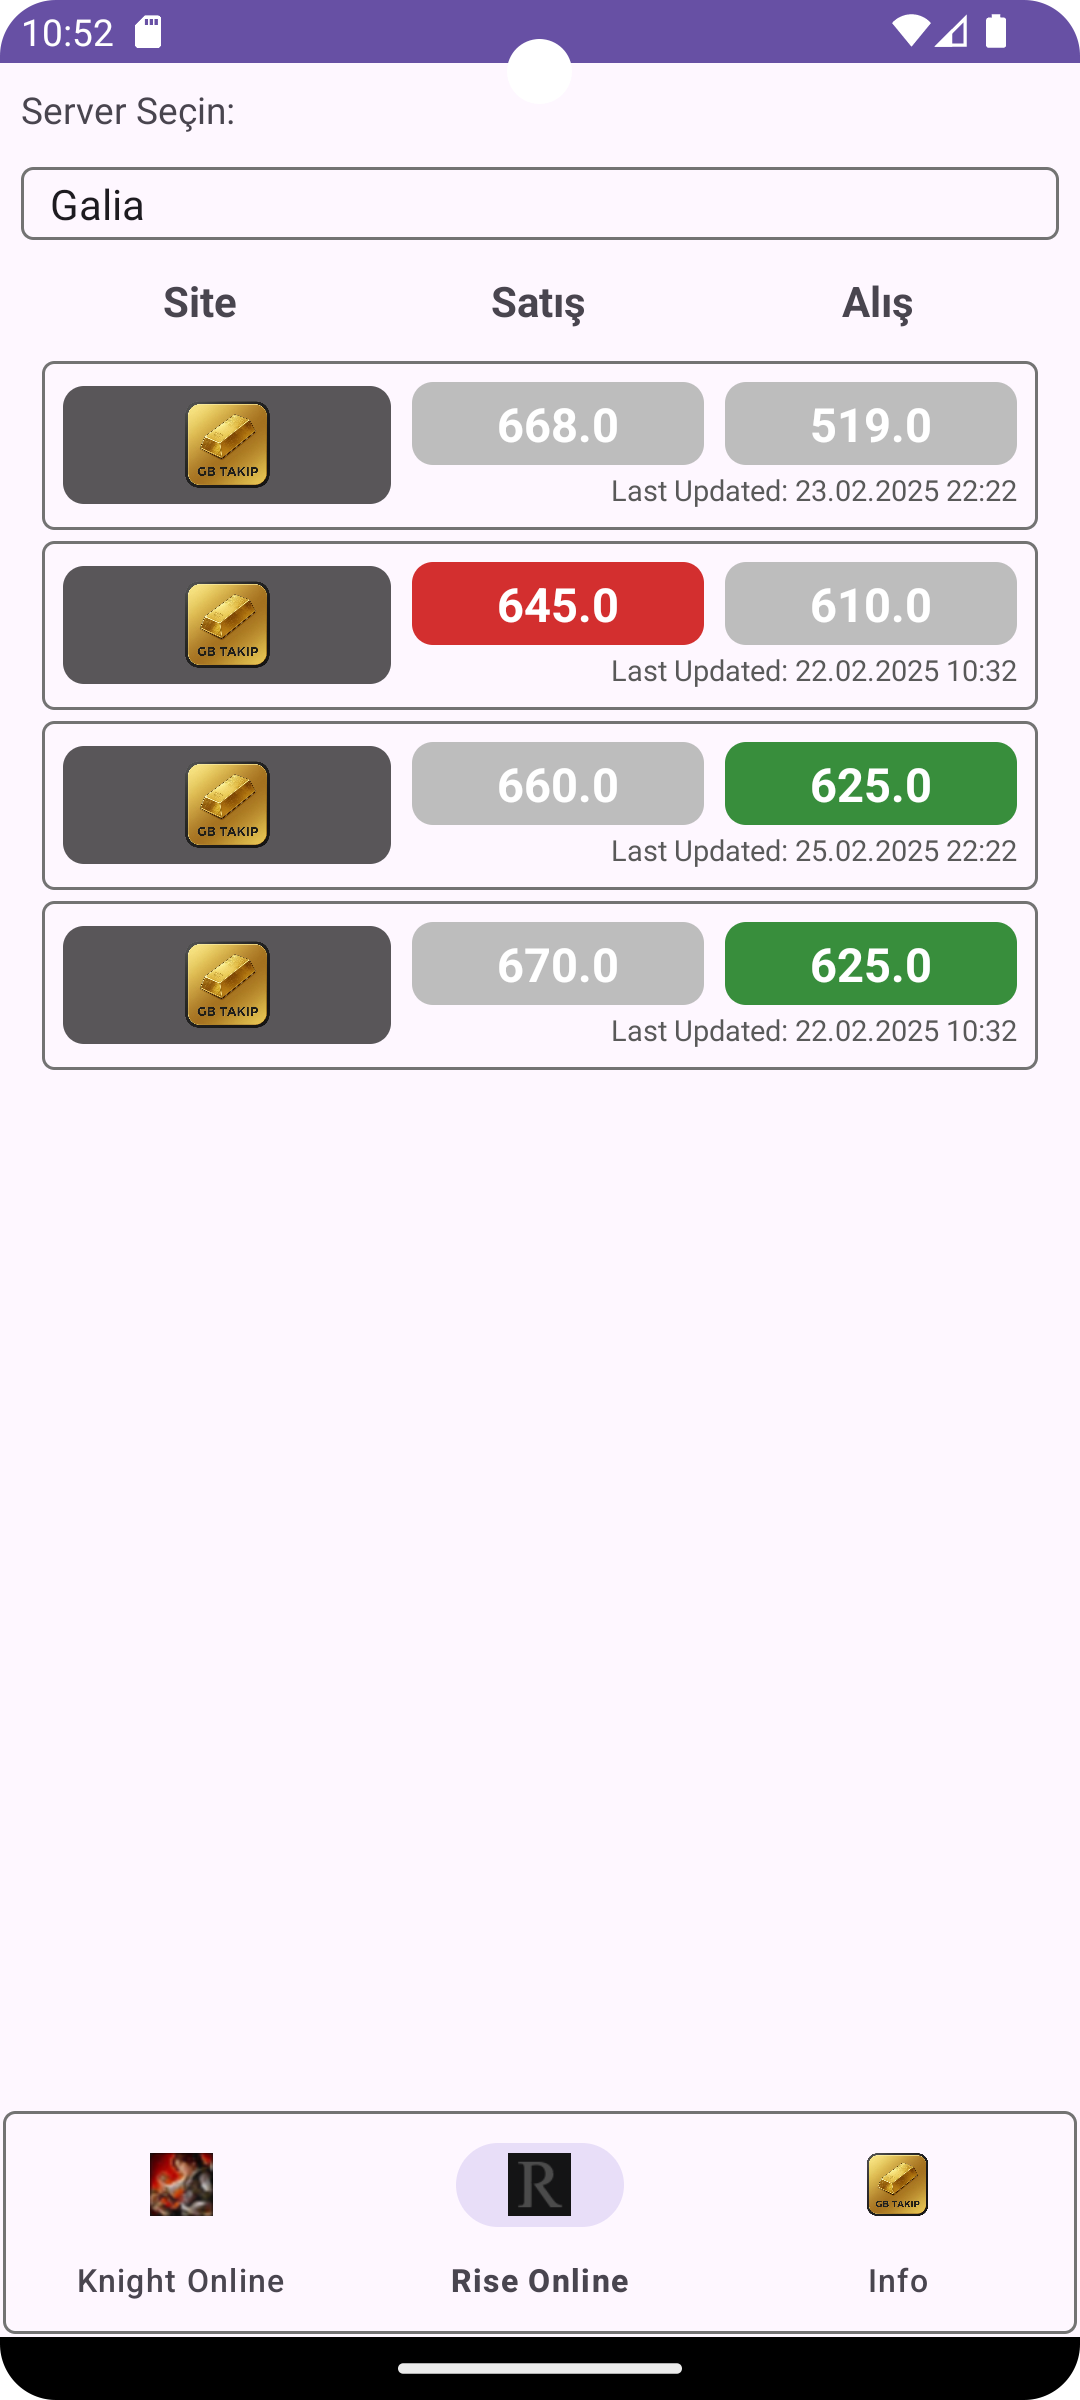 10:52
Server Seçin:
Galia
Site Satış Alış
GB TAKIP 668.0 519.0
Last Updated: 23.02.2025 22:22
GB TAKIP 645.0 610.0
Last Updated: 22.02.2025 10:32
GB TAKIP 660.0 625.0
Last Updated: 25.02.2025 22:22
GB TAKIP 670.0 625.0
Last Updated: 22.02.2025 10:32
R GB TAKIP
Knight Online Rise Online Info